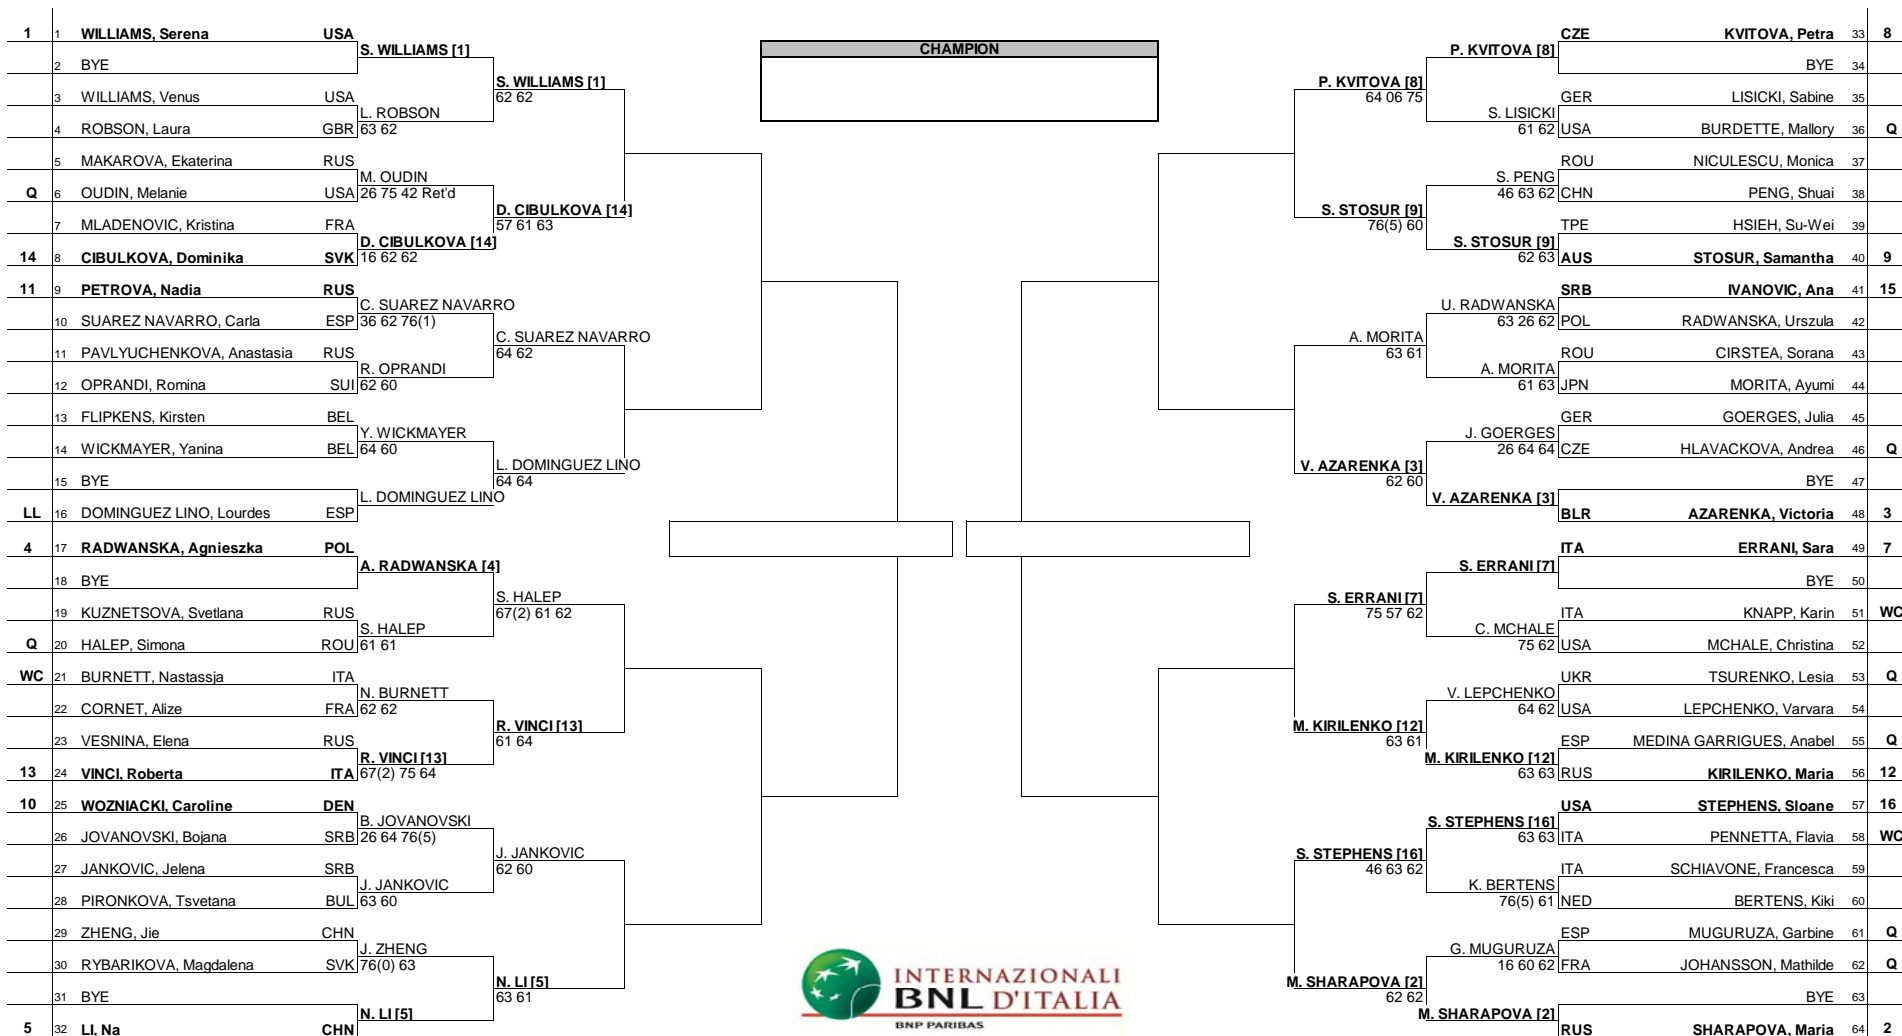 1 1 WILLIAMS, Serena USA
2 BYE
3 WILLIAMS, Venus USA
4 ROBSON, Laura GBR
5 MAKAROVA, Ekaterina RUS
Q 6 OUDIN, Melanie USA
7 MLADENOVIC, Kristina FRA
14 8 CIBULKOVA, Dominika SVK
11 9 PETROVA, Nadia RUS
10 SUAREZ NAVARRO, Carla ESP
11 PAVLYUCHENKOVA, Anastasia RUS
12 OPRANDI, Romina SUI
13 FLIPKENS, Kirsten BEL
14 WICKMAYER, Yanina BEL
15 BYE
LL 16 DOMINGUEZ LINO, Lourdes ESP
4 17 RADWANSKA, Agnieszka POL
18 BYE
19 KUZNETSOVA, Svetlana RUS
Q 20 HALEP, Simona ROU
WC 21 BURNETT, Nastassja ITA
22 CORNET, Alize FRA
23 VESNINA, Elena RUS
13 24 VINCI, Roberta ITA
10 25 WOZNIACKI, Caroline DEN
26 JOVANOVSKI, Bojana SRB
27 JANKOVIC, Jelena SRB
28 PIRONKOVA, Tsvetana BUL
29 ZHENG, Jie CHN
30 RYBARIKOVA, Magdalena SVK
31 BYE
5 32 LI, Na CHN
S. WILLIAMS [1]
L. ROBSON
63 62
M. OUDIN
26 75 42 Ret'd
D. CIBULKOVA [14]
16 62 62
C. SUAREZ NAVARRO
36 62 76(1)
R. OPRANDI
62 60
Y. WICKMAYER
64 60
L. DOMINGUEZ LINO
A. RADWANSKA [4]
S. HALEP
61 61
N. BURNETT
62 62
R. VINCI [13]
67(2) 75 64
B. JOVANOVSKI
26 64 76(5)
J. JANKOVIC
63 60
J. ZHENG
76(0) 63
N. LI [5]
S. WILLIAMS [1]
62 62
D. CIBULKOVA [14]
57 61 63
C. SUAREZ NAVARRO
64 62
L. DOMINGUEZ LINO
64 64
S. HALEP
67(2) 61 62
R. VINCI [13]
61 64
J. JANKOVIC
62 60
N. LI [5]
63 61
CHAMPION
INTERNAZIONALI
BNL D'ITALIA
BNP PARIBAS
P. KVITOVA [8]
64 06 75
S. STOSUR [9]
76(5) 60
A. MORITA
63 61
V. AZARENKA [3]
62 60
S. ERRANI [7]
75 57 62
M. KIRILENKO [12]
63 61
S. STEPHENS [16]
46 63 62
M. SHARAPOVA [2]
62 62
P. KVITOVA [8]
S. LISICKI
61 62
S. PENG
46 63 62
S. STOSUR [9]
62 63
U. RADWANSKA
63 26 62
A. MORITA
61 63
J. GOERGES
26 64 64
V. AZARENKA [3]
S. ERRANI [7]
C. MCHALE
75 62
V. LEPCHENKO
64 62
M. KIRILENKO [12]
63 63
S. STEPHENS [16]
63 63
K. BERTENS
76(5) 61
G. MUGURUZA
16 60 62
M. SHARAPOVA [2]
CZE KVITOVA, Petra 33 8
BYE 34
GER LISICKI, Sabine 35
USA BURDETTE, Mallory 36 Q
ROU NICULESCU, Monica 37
CHN PENG, Shuai 38
TPE HSIEH, Su-Wei 39
AUS STOSUR, Samantha 40 9
SRB IVANOVIC, Ana 41 15
POL RADWANSKA, Urszula 42
ROU CIRSTEA, Sorana 43
JPN MORITA, Ayumi 44
GER GOERGES, Julia 45
CZE HLAVACKOVA, Andrea 46 Q
BYE 47
BLR AZARENKA, Victoria 48 3
ITA ERRANI, Sara 49 7
BYE 50
ITA KNAPP, Karin 51 WC
USA MCHALE, Christina 52
UKR TSURENKO, Lesia 53 Q
USA LEPCHENKO, Varvara 54
ESP MEDINA GARRIGUES, Anabel 55 Q
RUS KIRILENKO, Maria 56 12
USA STEPHENS, Sloane 57 16
ITA PENNETTA, Flavia 58 WC
ITA SCHIAVONE, Francesca 59
NED BERTENS, Kiki 60
ESP MUGURUZA, Garbine 61 Q
FRA JOHANSSON, Mathilde 62 Q
BYE 63
RUS SHARAPOVA, Maria 64 2